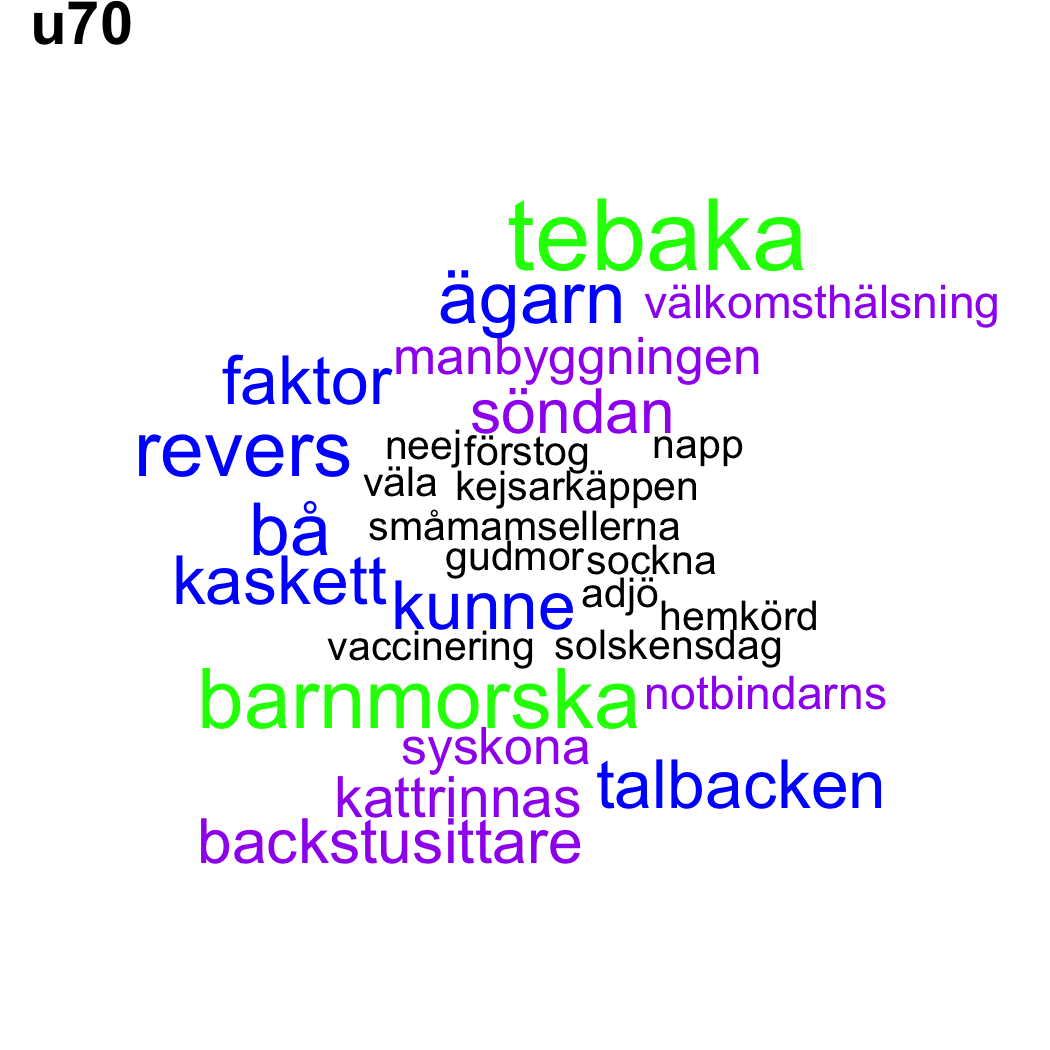 u70
tebaka
ägarn välkomsthälsning
manbyggningen
faktor
söndan
revers neej förstog napp
väla kejsarkäppen
bå småmamsellerna
gudmor sockna
kaskett kunne adjö hemkörd
vaccinering solskensdag
barnmorska notbindarns
syskona
kattrinnas talbacken
backstusittare